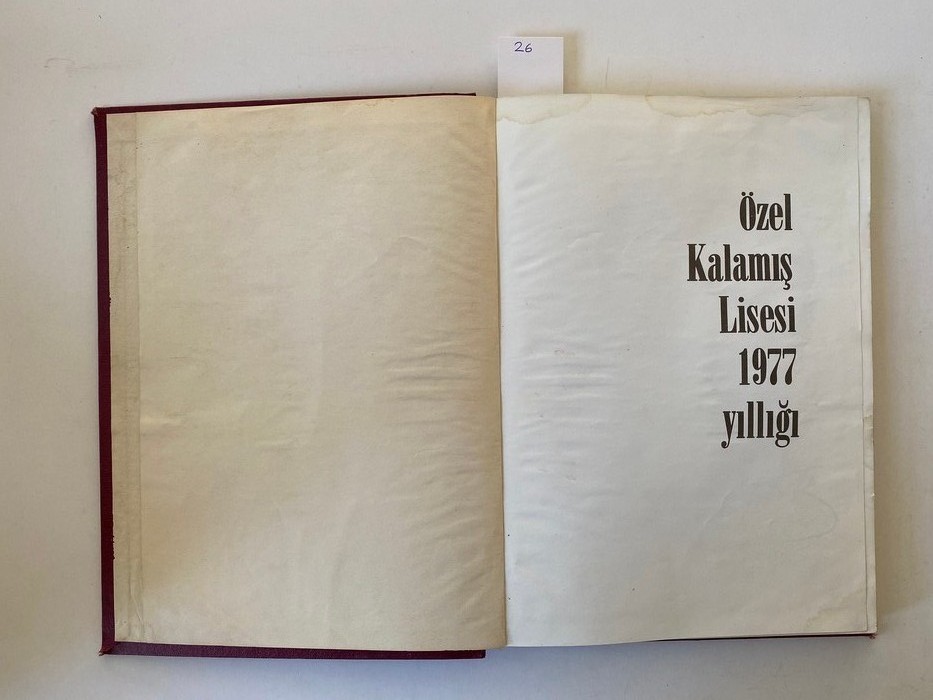 26
Özel
Kalamış
Lisesi
1977
yıllığı